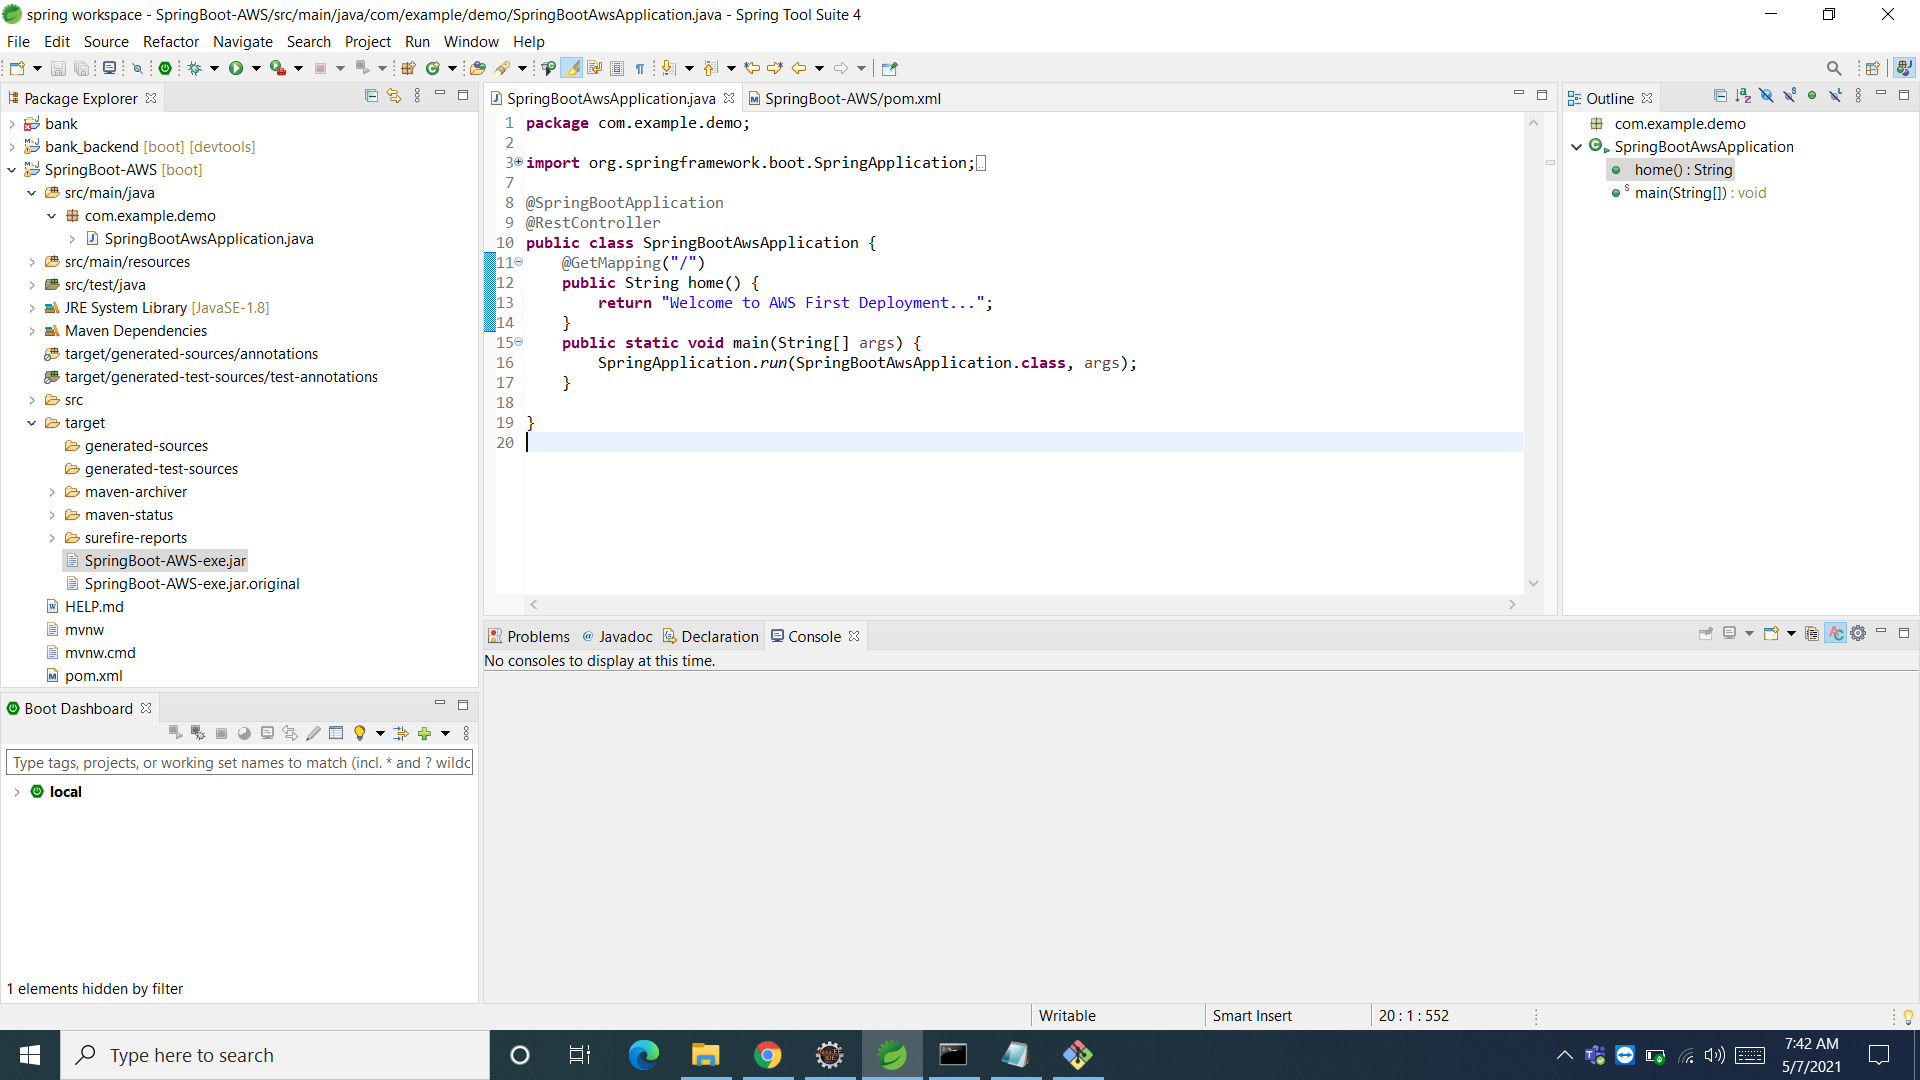 spring workspace - SpringBoot-AWS/src/main/java/com/example/demo/SpringBootAwsApplication.java - Spring Tool Suite 4
File Edit Source Refactor Navigate Search Project Run Window Help
Package Explorer
bank
bank_backend [boot] [devtools]
SpringBoot-AWS [boot]
src/main/java
com.example.demo
SpringBootAwsApplication.java
src/main/resources
src/test/java
JRE System Library [JavaSE-1.8]
Maven Dependencies
target/generated-sources/annotations
target/generated-test-sources/test-annotations
src
target
generated-sources
generated-test-sources
maven-archiver
maven-status
surefire-reports
SpringBoot-AWS-exe.jar
SpringBoot-AWS-exe.jar.original
HELP.md
mvnw
mvnw.cmd
pom.xml
Boot Dashboard
Type tags, projects, or working set names to match (incl. * and ? wildc
local
1 elements hidden by filter
SpringBootAwsApplication.java SpringBoot-AWS/pom.xml
1 package com.example.demo;
2
3 import org.springframework.boot.SpringApplication;
7
8 @SpringBootApplication
9 @RestController
10 public class SpringBootAwsApplication {
11 @GetMapping("/")
12 public String home() {
13 return "Welcome to AWS First Deployment...";
14 }
15 public static void main(String[] args) {
16 SpringApplication.run(SpringBootAwsApplication.class, args);
17 }
18
19 }
20
Outline
com.example.demo
SpringBootAwsApplication
home() : String
main(String[]) : void
Problems Javadoc Declaration Console
No consoles to display at this time.
Writable Smart Insert 20 : 1 : 552
Type here to search
7:42 AM
5/7/2021